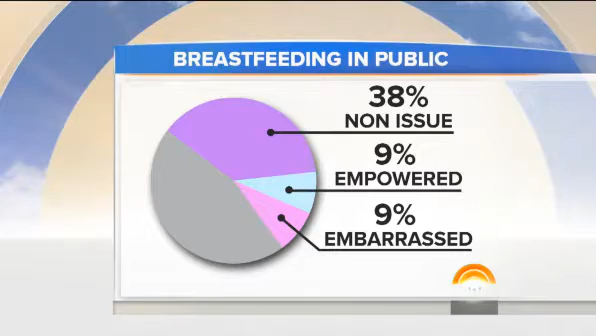 BREASTFEEDING IN PUBLIC
38%
NON ISSUE
9%
EMPOWERED
9%
EMBARRASSED